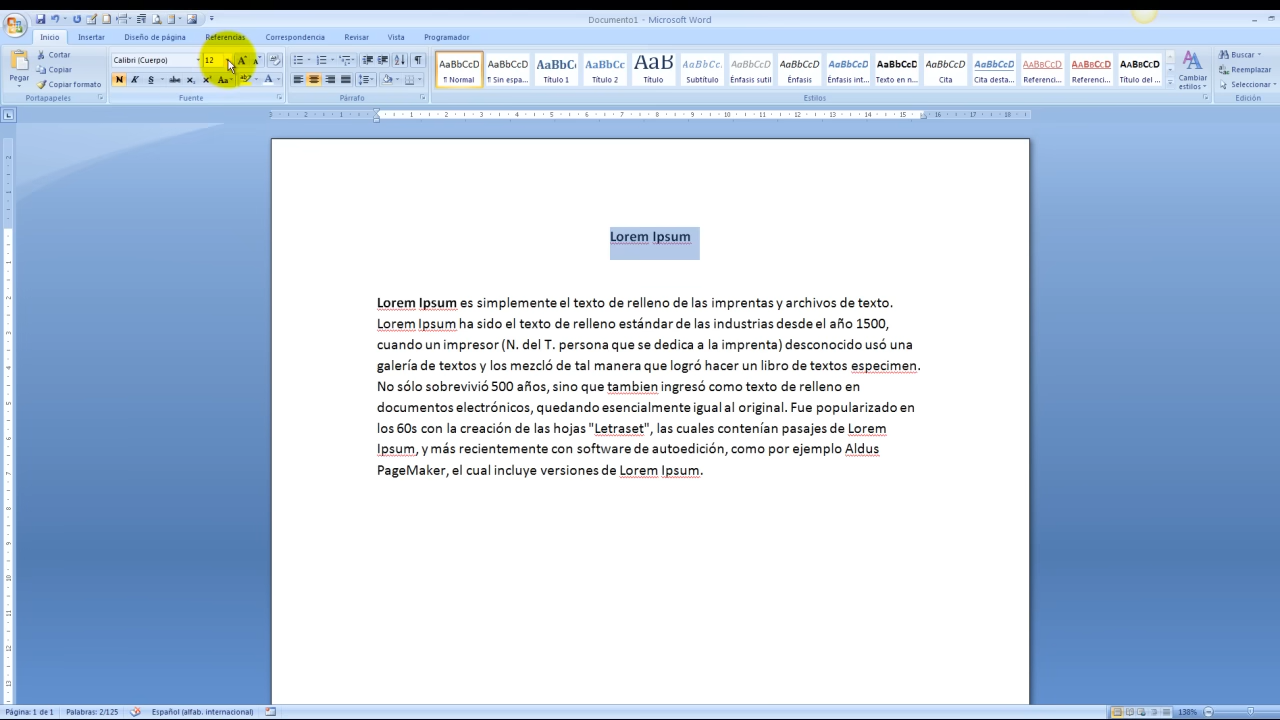 Documento1 - Microsoft Word
Inicio Insertar Diseño de página Referencias Correspondencia Revisar Vista Programador
Pegar
Cortar
Copiar
Copiar formato
Portapapeles
Calibri (Cuerpo) 12
Fuente
Párrafo
AaBbCcD AaBbCcD AaBbC AaBbCc AaB AaBbCc. AaBbCcD AaBbCcD AaBbCcD AaBbCcD AaBbCcD AaBbCcD AaBbCcD AaBbCcD AaBbCcD
¶ Normal ¶ Sin espa... Título 1 Título 2 Título Subtítulo Énfasis sutil Énfasis Énfasis int... Texto en n... Cita Cita desta... Referenci... Referenci... Título del ...
Estilos
Cambiar
estilos
Buscar
Reemplazar
Seleccionar
Edición
Lorem Ipsum
Lorem Ipsum es simplemente el texto de relleno de las imprentas y archivos de texto.
Lorem Ipsum ha sido el texto de relleno estándar de las industrias desde el año 1500,
cuando un impresor (N. del T. persona que se dedica a la imprenta) desconocido usó una
galería de textos y los mezcló de tal manera que logró hacer un libro de textos especimen.
No sólo sobrevivió 500 años, sino que tambien ingresó como texto de relleno en
documentos electrónicos, quedando esencialmente igual al original. Fue popularizado en
los 60s con la creación de las hojas "Letraset", las cuales contenían pasajes de Lorem
Ipsum, y más recientemente con software de autoedición, como por ejemplo Aldus
PageMaker, el cual incluye versiones de Lorem Ipsum.
Página: 1 de 1 Palabras: 2/125 Español (alfab. internacional) 138%